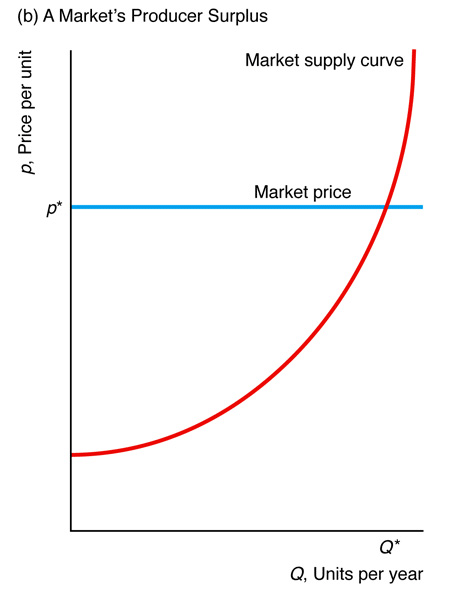 (b) A Market’s Producer Surplus
p, Price per unit
Market supply curve
Market price
p*
Q*
Q, Units per year